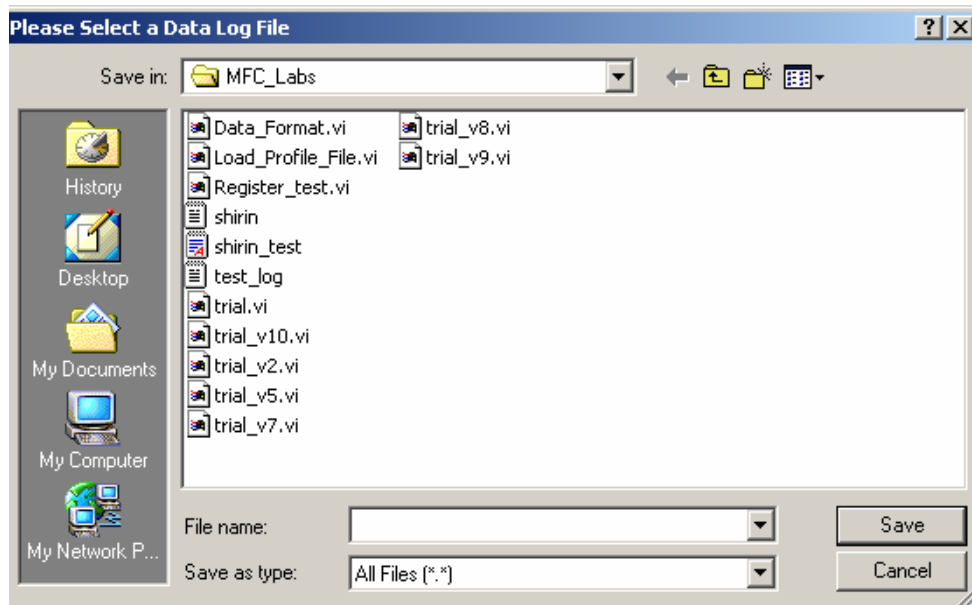 Please Select a Data Log File
Save in:
MFC_Labs
History
Desktop
My Documents
My Computer
My Network P...
Data_Format.vi
Load_Profile_File.vi
Register_test.vi
shirin
shirin_test
test_log
trial.vi
trial_v10.vi
trial_v2.vi
trial_v5.vi
trial_v7.vi
trial_v8.vi
trial_v9.vi
File name:
Save
Save as type:
All Files (*.*)
Cancel